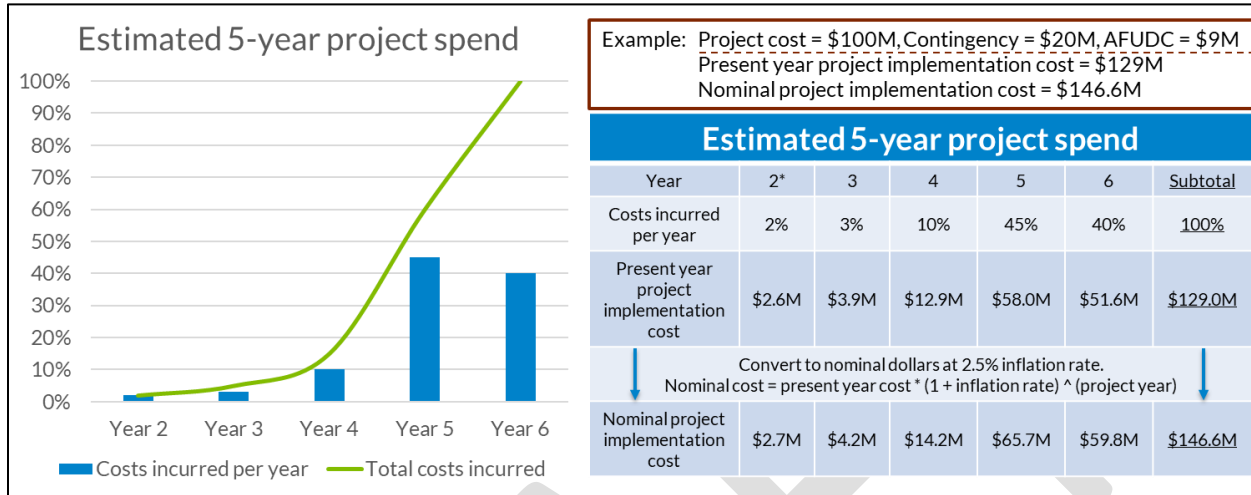 Estimated 5-year project spend
100%
90%
80%
70%
60%
50%
40%
30%
20%
10%
0%
Year 2 Year 3 Year 4 Year 5 Year 6
Costs incurred per year Total costs incurred
Example: Project cost = $100M, Contingency = $20M, AFUDC = $9M
Present year project implementation cost = $129M
Nominal project implementation cost = $146.6M
Estimated 5-year project spend
Year 2* 3 4 5 6 Subtotal
Costs incurred
per year
2% 3% 10% 45% 40% 100%
Present year
project
implementation
cost
$2.6M $3.9M $12.9M $58.0M $51.6M $129.0M
Convert to nominal dollars at 2.5% inflation rate.
Nominal cost = present year cost * (1 + inflation rate) ^ (project year)
Nominal project
implementation
cost
$2.7M $4.2M $14.2M $65.7M $59.8M $146.6M